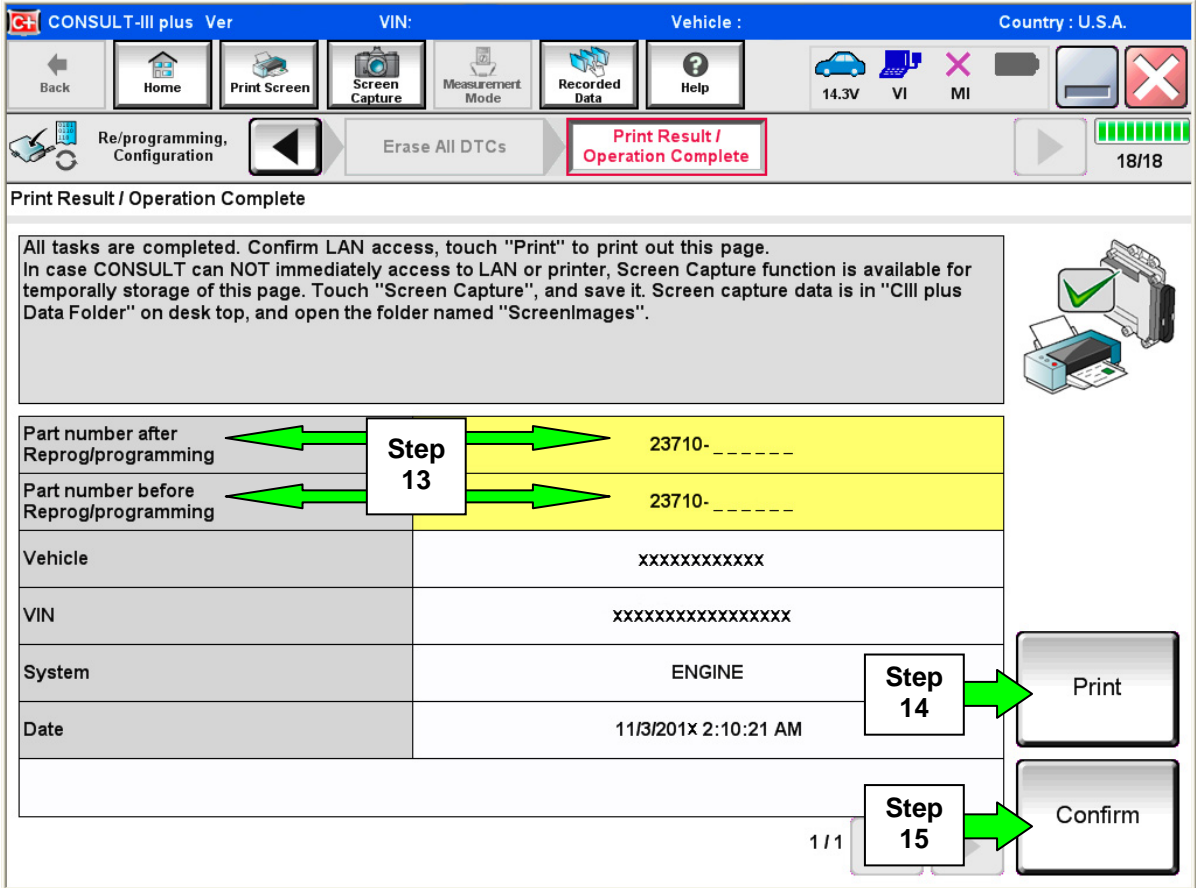 C+ CONSULT-III plus Ver VIN: Vehicle : Country : U.S.A.
Back
Home
Print Screen
Screen
Capture
Measurement
Mode
Recorded
Data
?
Help
14.3V
VI
MI
Re/programming,
Configuration
Erase All DTCs
Print Result /
Operation Complete
18/18
Print Result / Operation Complete
All tasks are completed. Confirm LAN access, touch "Print" to print out this page.
In case CONSULT can NOT immediately access to LAN or printer, Screen Capture function is available for
temporally storage of this page. Touch "Screen Capture", and save it. Screen capture data is in "CIII plus
Data Folder" on desk top, and open the folder named "ScreenImages".
Part number after
Reprog/programming
23710-_ _ _ _ _ _
Step
13
Part number before
Reprog/programming
23710-_ _ _ _ _ _
Vehicle
xxxxxxxxxxxx
VIN
xxxxxxxxxxxxxxxxx
System
ENGINE
Step
14
Print
Date
11/3/201x 2:10:21 AM
Step
15
Confirm
1 / 1